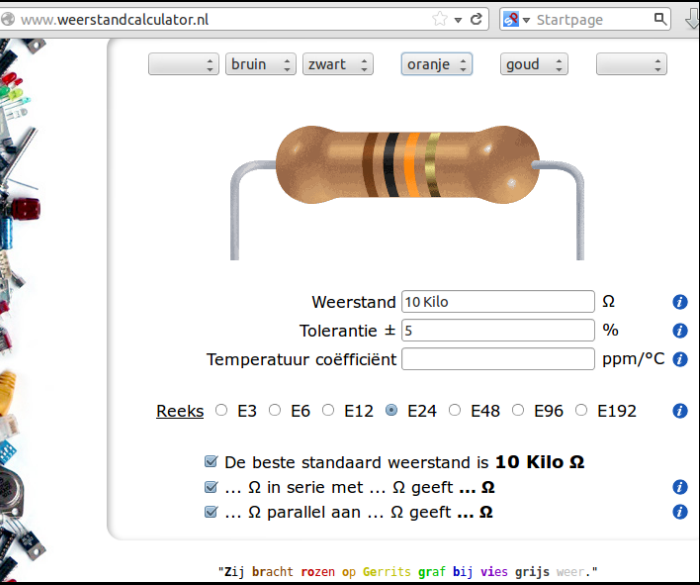 www.weerstandcalculator.nl Startpage
bruin zwart oranje goud
Weerstand 10 Kilo Ω
Tolerantie ± 5 %
Temperatuur coëfficiënt ppm/°C
Reeks E3 E6 E12 E24 E48 E96 E192
De beste standaard weerstand is 10 Kilo Ω
... Ω in serie met ... Ω geeft ... Ω
... Ω parallel aan ... Ω geeft ... Ω
"Zij bracht rozen op Gerrits graf bij vies grijs weer."